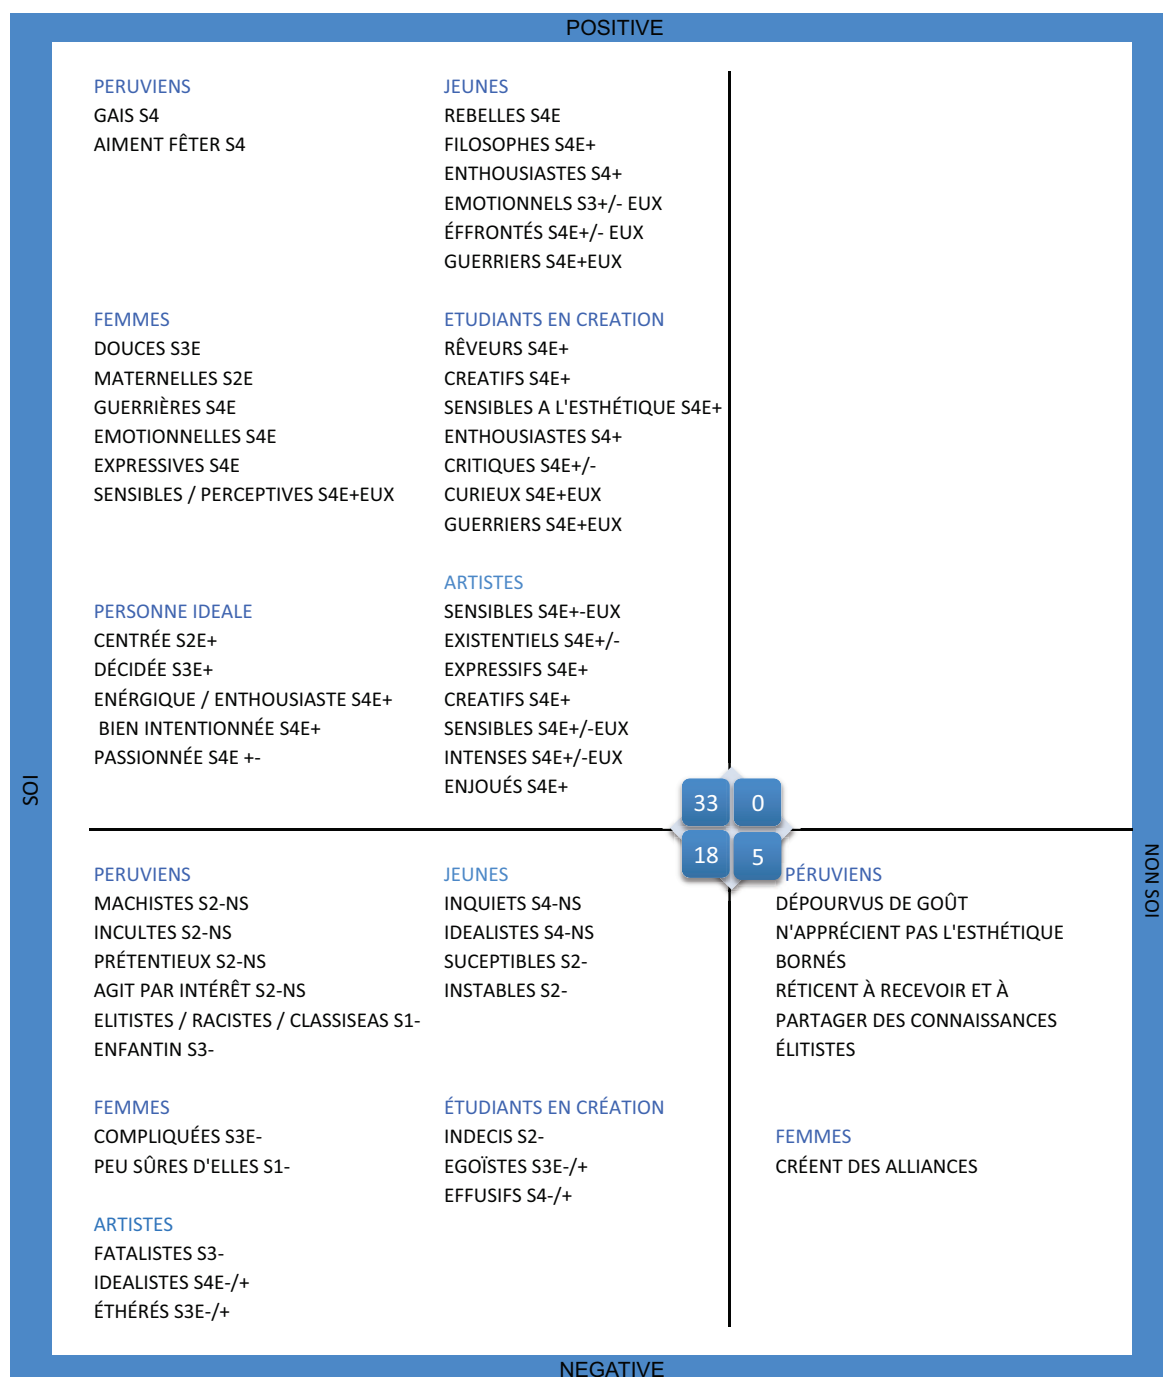 POSITIVE
PERUVIENS
GAIS S4
AIMENT FÊTER S4
JEUNES
REBELLES S4E
FILOSOPHES S4E+
ENTHOUSIASTES S4+
EMOTIONNELS S3+/- EUX
ÉFFRONTÉS S4E+/- EUX
GUERRIERS S4E+EUX
FEMMES
DOUCES S3E
MATERNELLES S2E
GUERRIÈRES S4E
EMOTIONNELLES S4E
EXPRESSIVES S4E
SENSIBLES / PERCEPTIVES S4E+EUX
ETUDIANTS EN CREATION
RÊVEURS S4E+
CREATIFS S4E+
SENSIBLES A L'ESTHÉTIQUE S4E+
ENTHOUSIASTES S4+
CRITIQUES S4E+/-
CURIEUX S4E+EUX
GUERRIERS S4E+EUX
PERSONNE IDEALE
CENTRÉE S2E+
DÉCIDÉE S3E+
ENÉRGIQUE / ENTHOUSIASTE S4E+
BIEN INTENTIONNÉE S4E+
PASSIONNÉE S4E +-
ARTISTES
SENSIBLES S4E+-EUX
EXISTENTIELS S4E+/-
EXPRESSIFS S4E+
CREATIFS S4E+
SENSIBLES S4E+/-EUX
INTENSES S4E+/-EUX
ENJOUÉS S4E+
SOI
33 0
18 5
NON SOI
PERUVIENS
MACHISTES S2-NS
INCULTES S2-NS
PRÉTENTIEUX S2-NS
AGIT PAR INTÉRÊT S2-NS
ELITISTES / RACISTES / CLASSISEAS S1-
ENFANTIN S3-
JEUNES
INQUIETS S4-NS
IDEALISTES S4-NS
SUCEPTIBLES S2-
INSTABLES S2-
PÉRUVIENS
DÉPOURVUS DE GOÛT
N'APPRÉCIENT PAS L'ESTHÉTIQUE
BORNÉS
RÉTICENT À RECEVOIR ET À
PARTAGER DES CONNAISSANCES
ÉLITISTES
FEMMES
COMPLIQUÉES S3E-
PEU SÛRES D'ELLES S1-
ÉTUDIANTS EN CRÉATION
INDECIS S2-
EGOÏSTES S3E-/+
EFFUSIFS S4-/+
FEMMES
CRÉENT DES ALLIANCES
ARTISTES
FATALISTES S3-
IDEALISTES S4E-/+
ÉTHÉRÉS S3E-/+
NEGATIVE